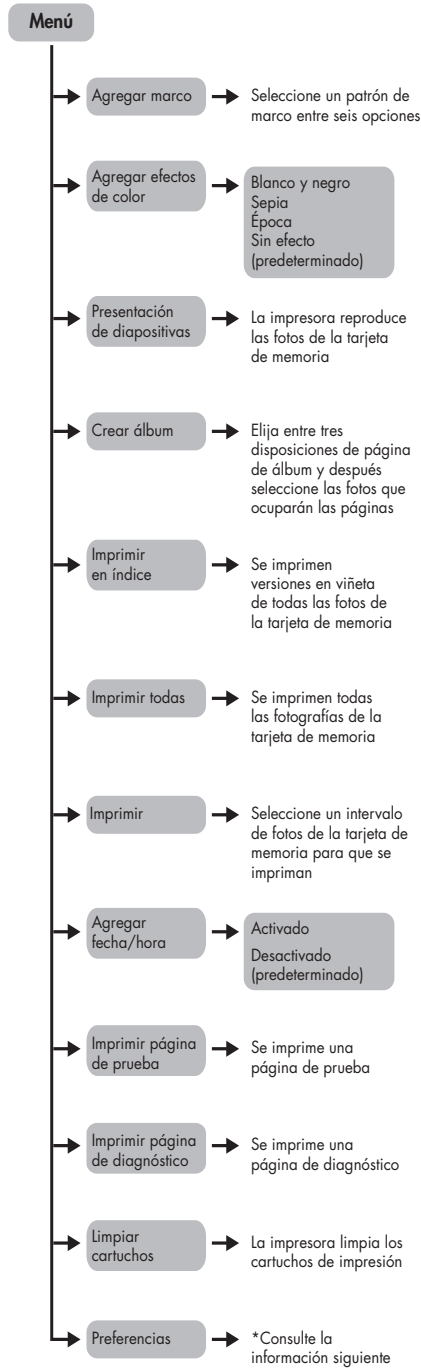 Menú
Agregar marco
Seleccione un patrón de
marco entre seis opciones
Agregar efectos
de color
Blanco y negro
Sepia
Época
Sin efecto
(predeterminado)
Presentación
de diapositivas
La impresora reproduce
las fotos de la tarjeta
de memoria
Crear álbum
Elija entre tres
disposiciones de página
de álbum y después
seleccione las fotos que
ocuparán las páginas
Imprimir
en índice
Se imprimen
versiones en viñeta
de todas las fotos de
la tarjeta de memoria
Imprimir todas
Se imprimen todas
las fotografías de la
tarjeta de memoria
Imprimir
Seleccione un intervalo
de fotos de la tarjeta de
memoria para que se
impriman
Agregar
fecha/hora
Activado
Desactivado
(predeterminado)
Imprimir página
de prueba
Se imprime una
página de prueba
Imprimir página
de diagnóstico
Se imprime una
página de diagnóstico
Limpiar
cartuchos
La impresora limpia los
cartuchos de impresión
Preferencias
*Consulte la
información siguiente